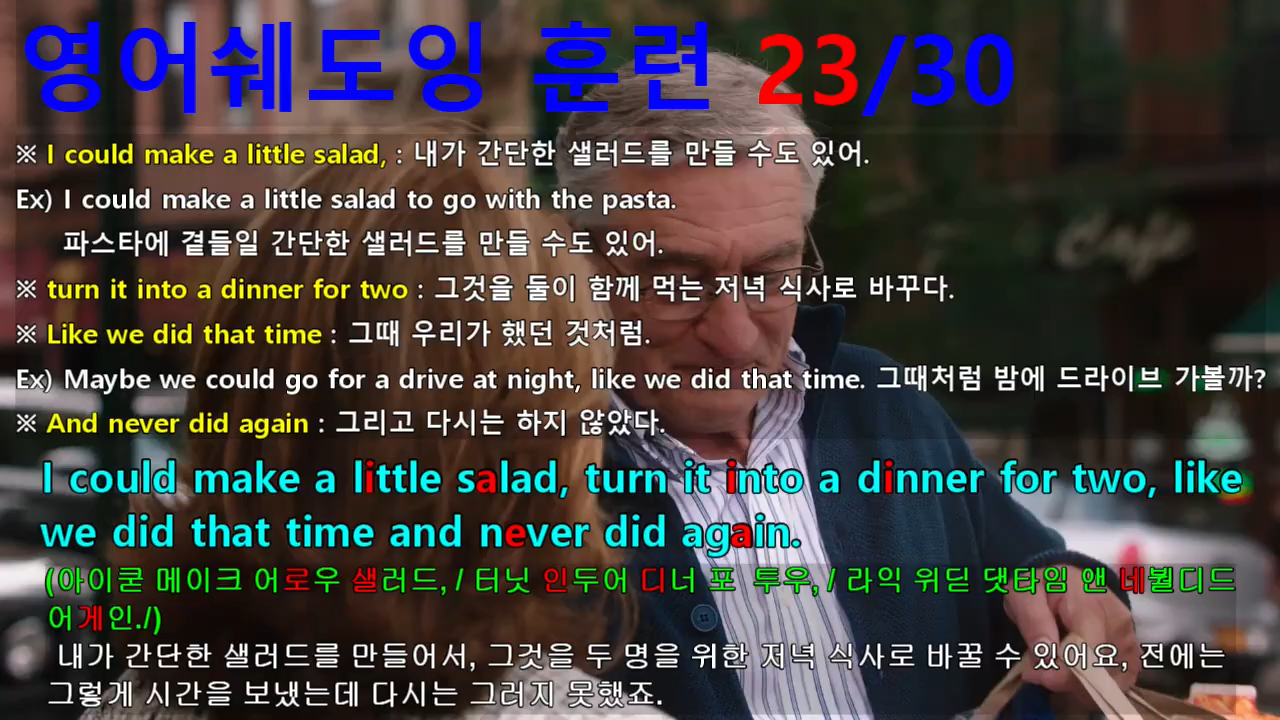 영어쉐도잉 훈련 23/30
※ I could make a little salad, : 내가 간단한 샐러드를 만들 수도 있어.
Ex) I could make a little salad to go with the pasta.
파스타에 곁들일 간단한 샐러드를 만들 수도 있어.
※ turn it into a dinner for two : 그것을 둘이 함께 먹는 저녁 식사로 바꾸다.
※ Like we did that time : 그때 우리가 했던 것처럼.
Ex) Maybe we could go for a drive at night, like we did that time. 그때처럼 밤에 드라이브 가볼까?
※ And never did again : 그리고 다시는 하지 않았다.
I could make a little salad, turn it into a dinner for two, like
we did that time and never did again.
(아이쿧 메이크 어로우 샐러드, / 터닛 인두어 디너 포 투우, / 라익 위딛 댓타임 앤 네붤디드
어게인./)
내가 간단한 샐러드를 만들어서, 그것을 두 명을 위한 저녁 식사로 바꿀 수 있어요, 전에는
그렇게 시간을 보냈는데 다시는 그러지 못했죠.
Cafe